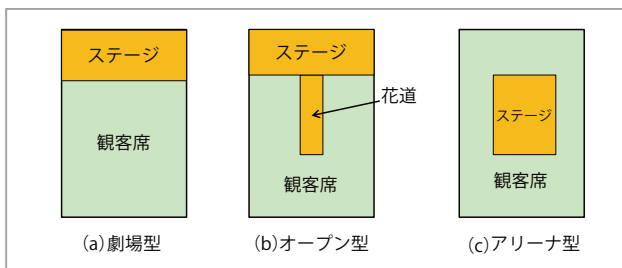 ステージ
観客席
(a)劇場型
ステージ
花道
観客席
(b)オープン型
ステージ
観客席
(c)アリーナ型